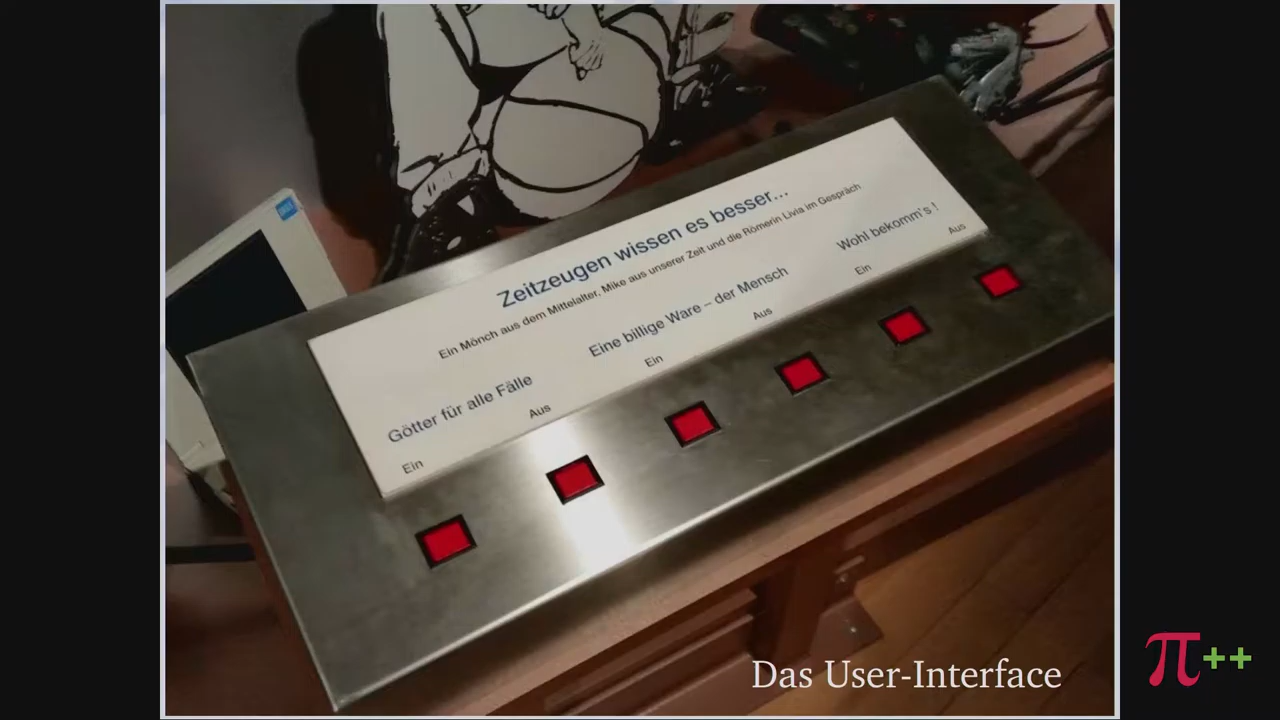 Zeitzeugen wissen es besser...
Ein Mönch aus dem Mittelalter, Mike aus unserer Zeit und die Römerin Livia im Gespräch
Götter für alle Fälle
Eine billige Ware – der Mensch
Wohl bekomm's !
Ein
Aus
Ein
Aus
Ein
Aus
Das User-Interface
π++